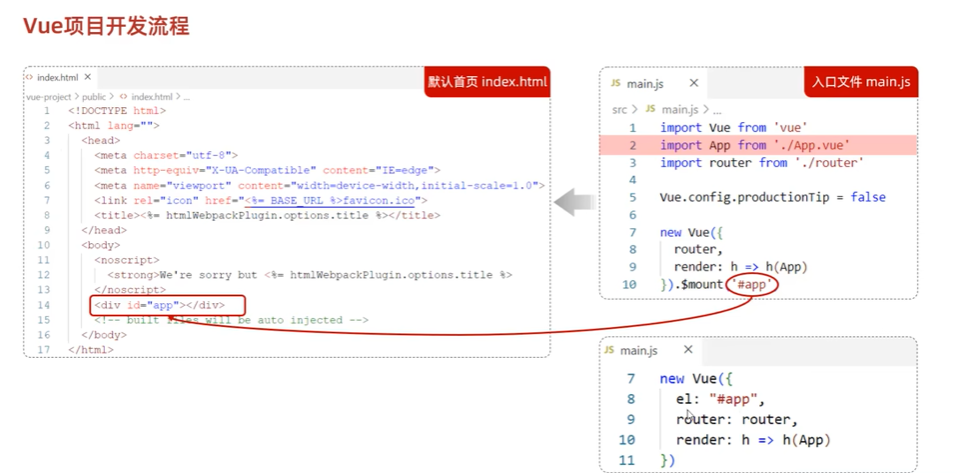 Vue项目开发流程
index.html ×
默认首页 index.html
vue-project > public > <> index.html > ...
1 <!DOCTYPE html>
2 <html lang="">
3 <head>
4 <meta charset="utf-8">
5 <meta http-equiv="X-UA-Compatible" content="IE=edge">
6 <meta name="viewport" content="width=device-width,initial-scale=1.0">
7 <link rel="icon" href="<%= BASE_URL %>favicon.ico">
8 <title><%= htmlWebpackPlugin.options.title %></title>
9 </head>
10 <body>
11 <noscript>
12 <strong>We're sorry but <%= htmlWebpackPlugin.options.title %>
13 </noscript>
14 <div id="app"></div>
15 <!-- built files will be auto injected -->
16 </body>
17 </html>
JS main.js ×
入口文件 main.js
src > JS main.js > ...
1 import Vue from 'vue'
2 import App from './App.vue'
3 import router from './router'
4
5 Vue.config.productionTip = false
6
7 new Vue({
8 router,
9 render: h => h(App)
10 }).$mount('#app')
JS main.js ×
7 new Vue({
8 el: "#app",
9 router: router,
10 render: h => h(App)
11 })